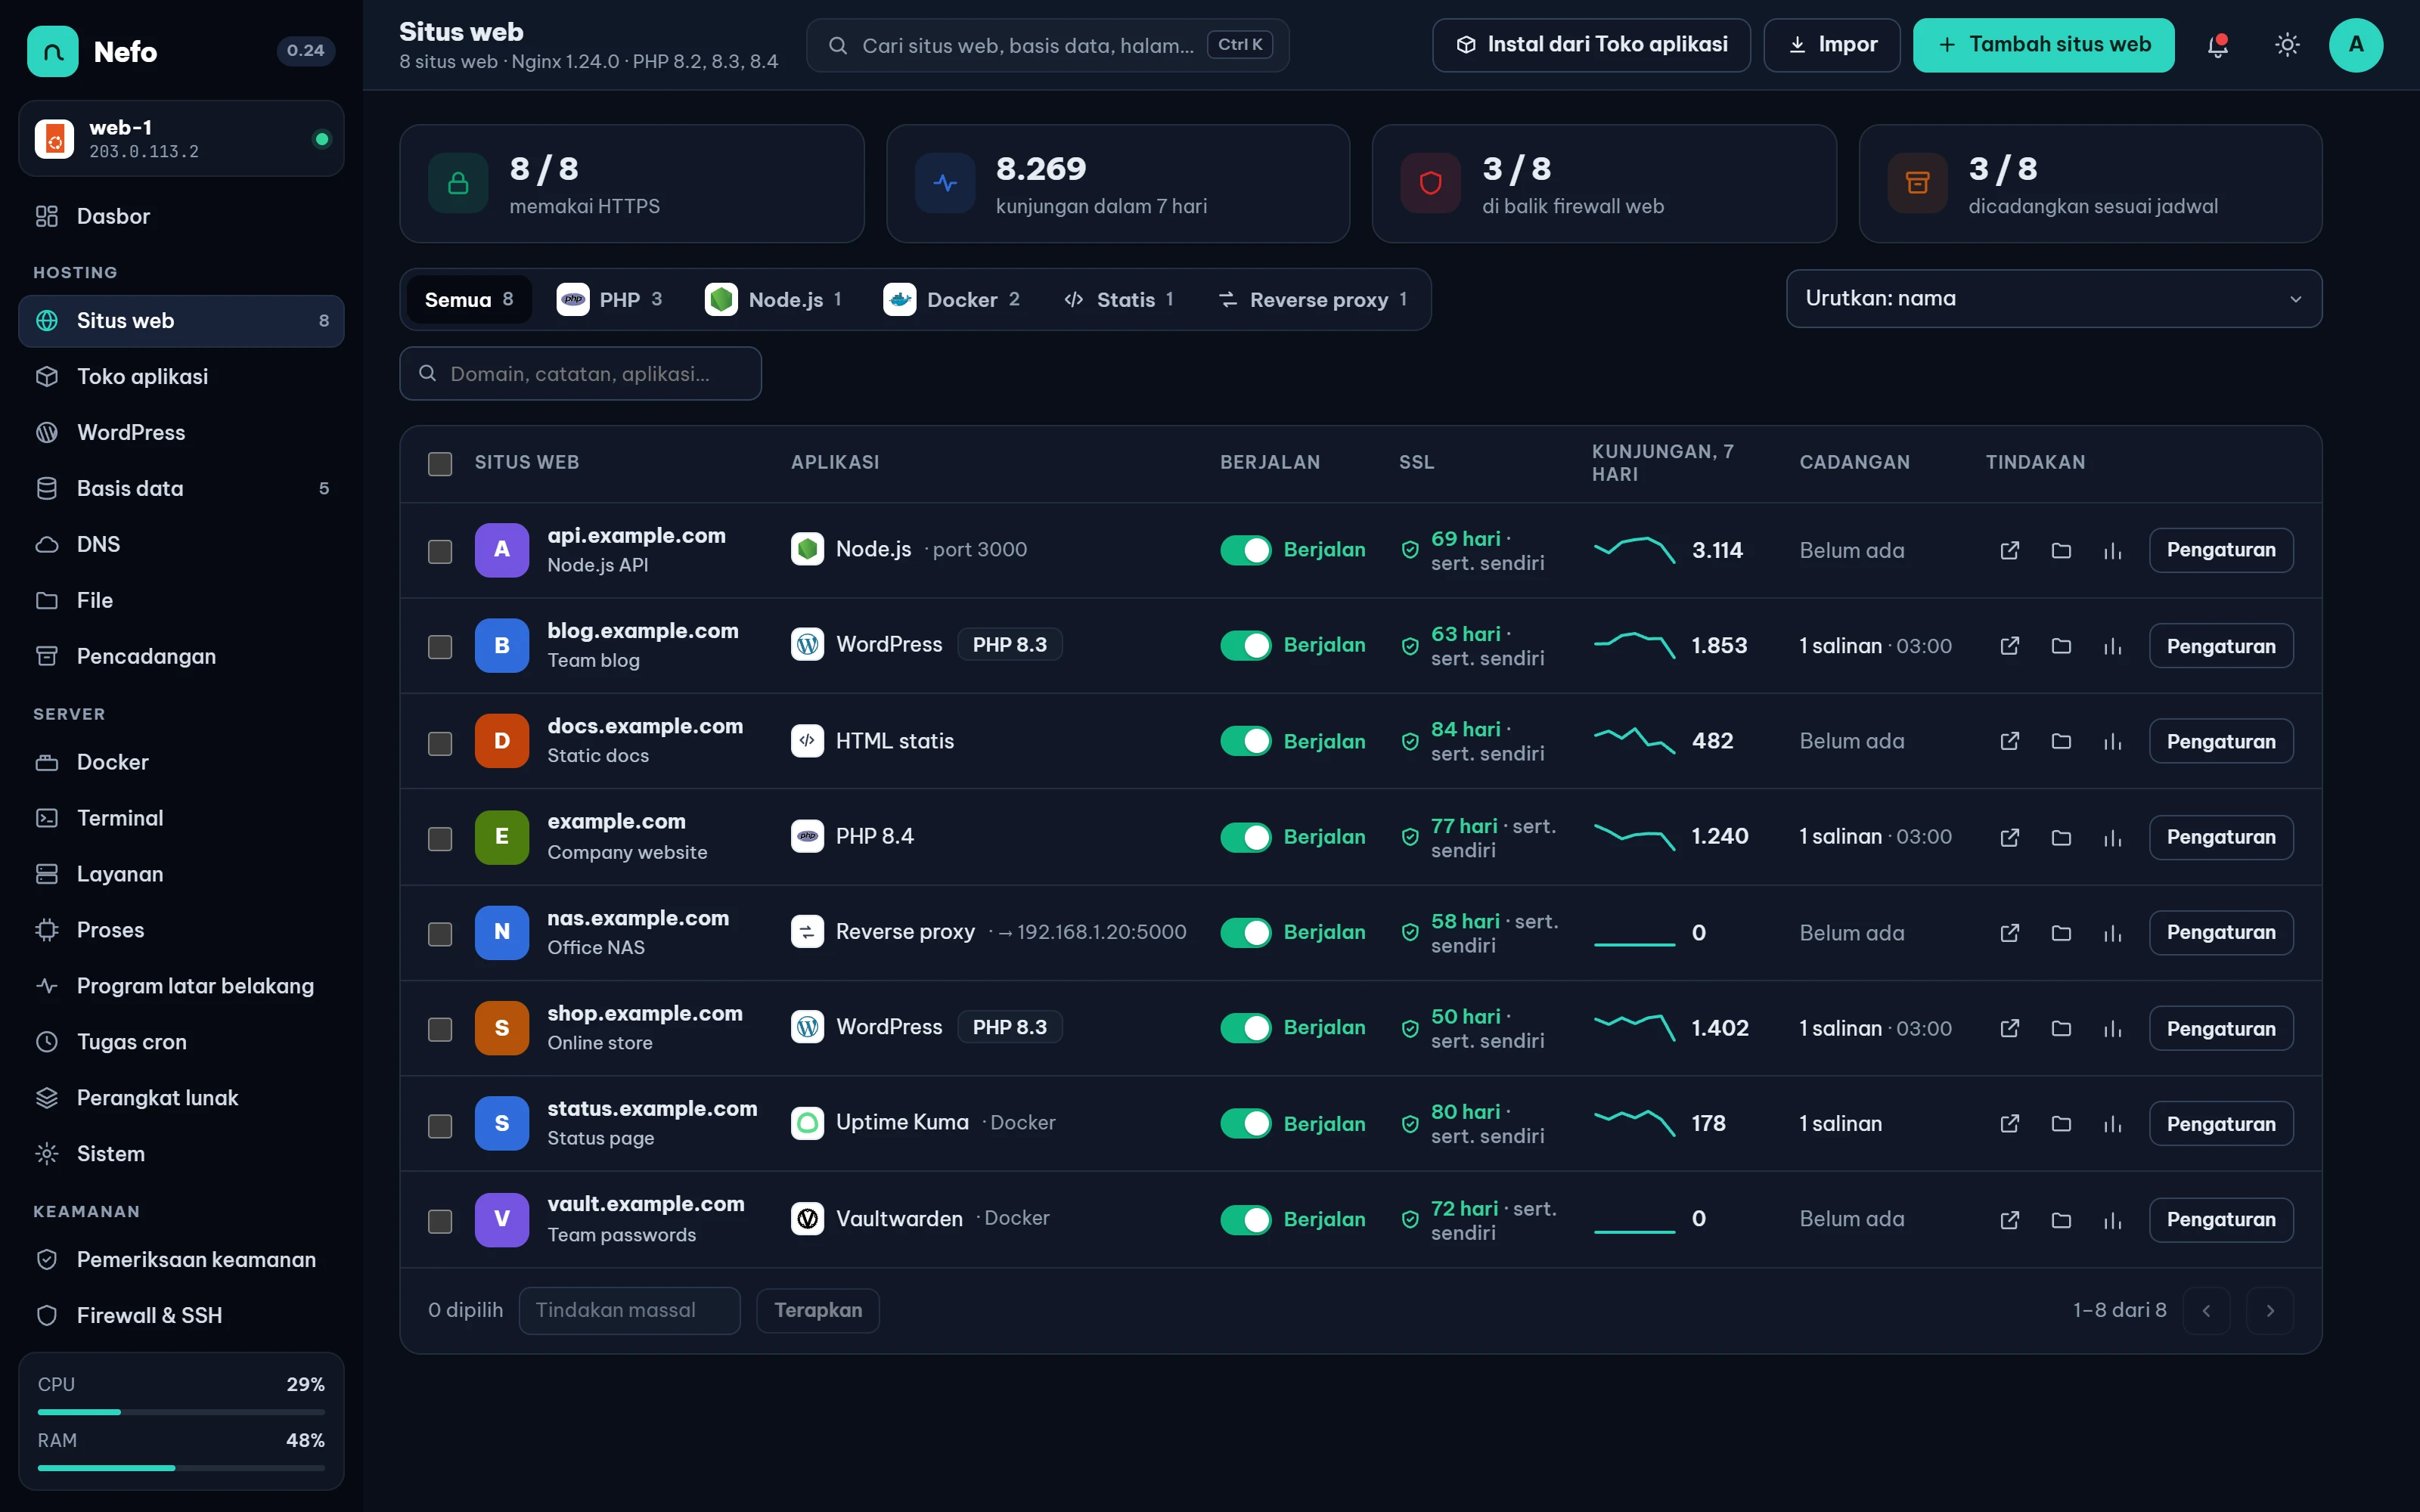 Nefo
0.24
web-1
203.0.113.2
Dasbor
HOSTING
Situs web 8
Toko aplikasi
WordPress
Basis data 5
DNS
File
Pencadangan
SERVER
Docker
Terminal
Layanan
Proses
Program latar belakang
Tugas cron
Perangkat lunak
Sistem
KEAMANAN
Pemeriksaan keamanan
Firewall & SSH
CPU 29%
RAM 48%
Situs web
8 situs web · Nginx 1.24.0 · PHP 8.2, 8.3, 8.4
Cari situs web, basis data, halam... Ctrl K
Instal dari Toko aplikasi
Impor
+ Tambah situs web
A
8 / 8
memakai HTTPS
8.269
kunjungan dalam 7 hari
3 / 8
di balik firewall web
3 / 8
dicadangkan sesuai jadwal
Semua 8 php PHP 3 Node.js 1 Docker 2 Statis 1 Reverse proxy 1
Urutkan: nama
Domain, catatan, aplikasi...
SITUS WEB APLIKASI BERJALAN SSL KUNJUNGAN, 7 HARI CADANGAN TINDAKAN
A api.example.com Node.js · port 3000 Berjalan 69 hari · 3.114 Belum ada Pengaturan
Node.js API sert. sendiri
B blog.example.com WordPress PHP 8.3 Berjalan 63 hari · 1.853 1 salinan · 03:00 Pengaturan
Team blog sert. sendiri
D docs.example.com HTML statis Berjalan 84 hari · 482 Belum ada Pengaturan
Static docs sert. sendiri
E example.com php PHP 8.4 Berjalan 77 hari · sert. 1.240 1 salinan · 03:00 Pengaturan
Company website sendiri
N nas.example.com Reverse proxy · → 192.168.1.20:5000 Berjalan 58 hari · sert. 0 Belum ada Pengaturan
Office NAS sendiri
S shop.example.com WordPress PHP 8.3 Berjalan 50 hari · 1.402 1 salinan · 03:00 Pengaturan
Online store sert. sendiri
S status.example.com Uptime Kuma · Docker Berjalan 80 hari · 178 1 salinan Pengaturan
Status page sert. sendiri
V vault.example.com Vaultwarden · Docker Berjalan 72 hari · sert. 0 Belum ada Pengaturan
Team passwords sendiri
0 dipilih Tindakan massal Terapkan
1–8 dari 8